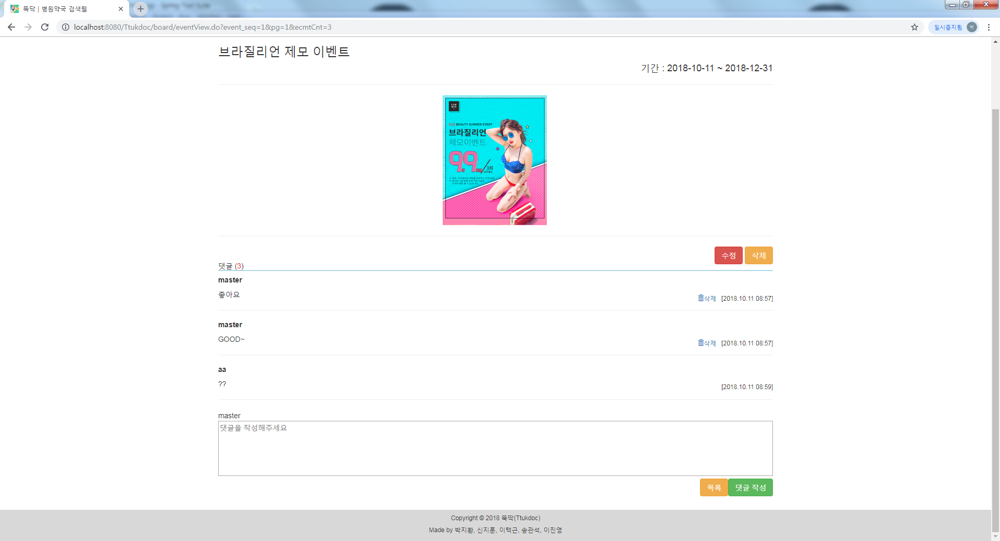 뚝닥 | 병원약국 검색웹
localhost:8080/Ttukdoc/board/eventView.do?event_seq=1&pg=1&ecmtCnt=3
일시중지됨 박
브라질리언 제모 이벤트
기간 : 2018-10-11 ~ 2018-12-31
SUM
MER
BEAUTY SUMMER EVENT
브라질리언
제모이벤트
99
3회
수정 삭제
댓글 (3)
master
좋아요
삭제 [2018.10.11 08:57]
master
GOOD~
삭제 [2018.10.11 08:57]
aa
??
[2018.10.11 08:59]
master
댓글을 작성해주세요
목록 댓글 작성
Copyright © 2018 뚝딱(Ttukdoc)
Made by 박지환, 신지훈, 이택근, 송관석, 이진영